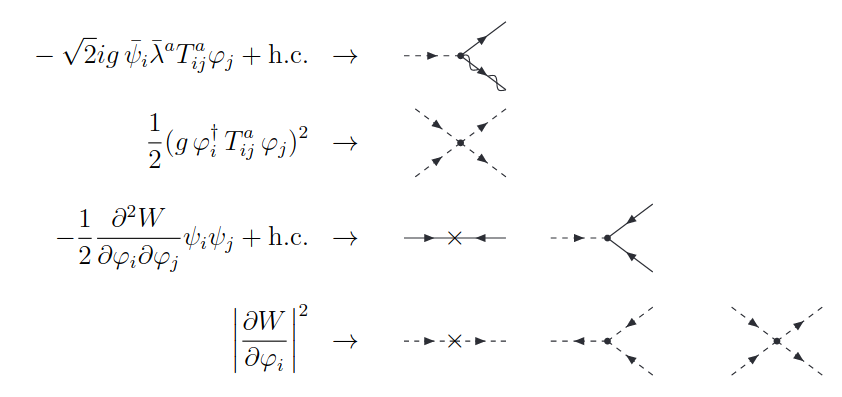 − √2ig ψ̄ᵢλ̄ᵃTᵃᵢⱼφⱼ + h.c. →
1/2 (g φᵢ† Tᵃᵢⱼ φⱼ)² →
−1/2 ∂²W/∂φᵢ∂φⱼ ψᵢψⱼ + h.c. →
|∂W/∂φᵢ|² →